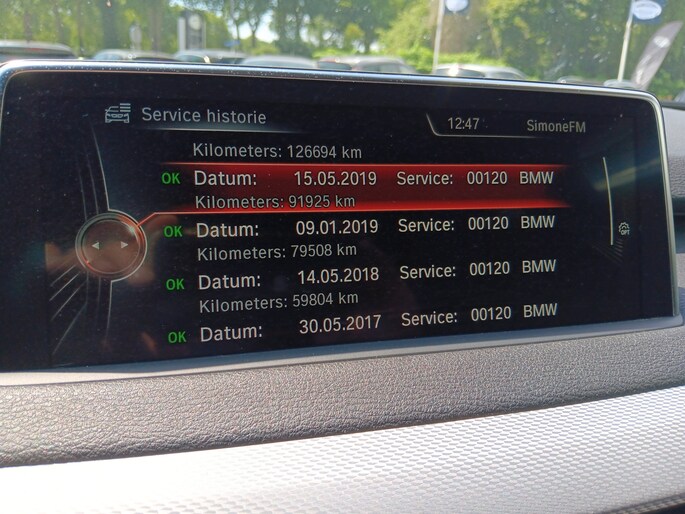 Service historie
12:47
SimoneFM
Kilometers: 126694 km
OK Datum: 15.05.2019 Service: 00120 BMW
Kilometers: 91925 km
OK Datum: 09.01.2019 Service: 00120 BMW
Kilometers: 79508 km
OK Datum: 14.05.2018 Service: 00120 BMW
Kilometers: 59804 km
OK Datum: 30.05.2017 Service: 00120 BMW
OPT